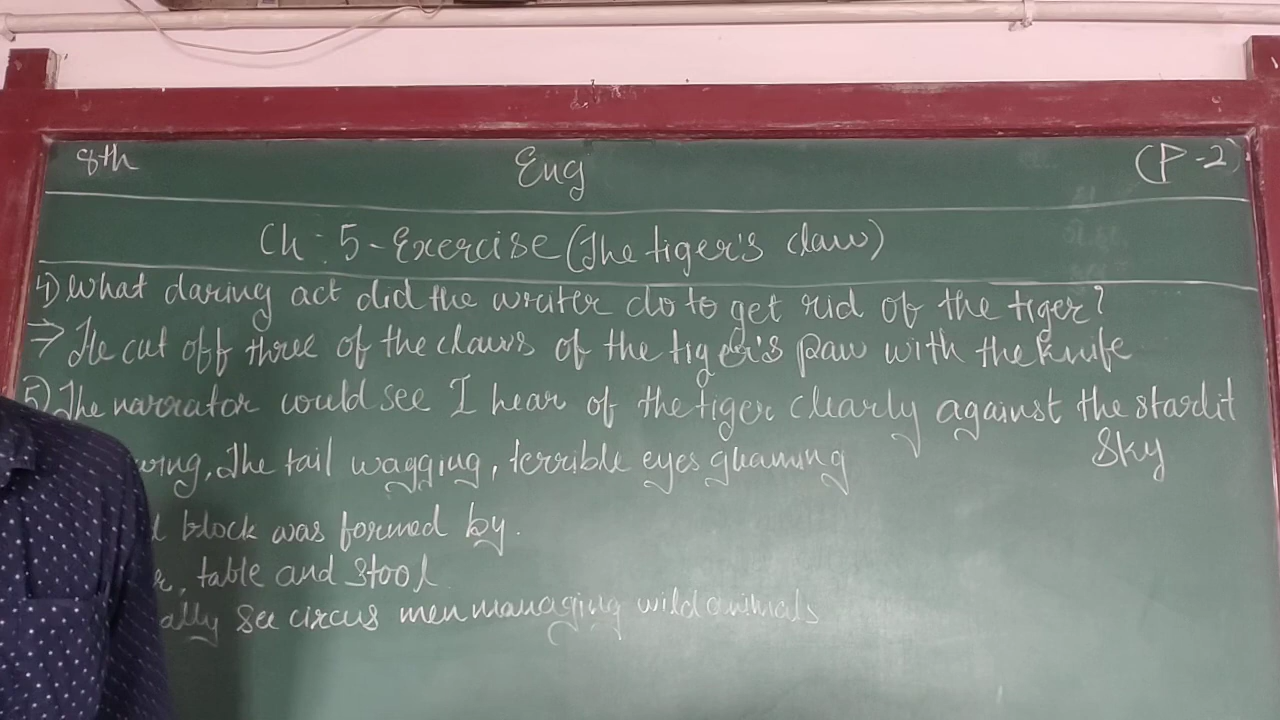 8th Eng (P-2)
Ch:5-Exercise (The tiger's claw)
4) What daring act did the writer do to get rid of the tiger?
→ He cut off three of the claws of the tiger's paw with the knife
5) The narrator could see I hear of the tiger clearly against the starlit
sky
wing, The tail wagging, terrible eyes gleaming
block was formed by.
table and stool
ally see circus men managing wild animals